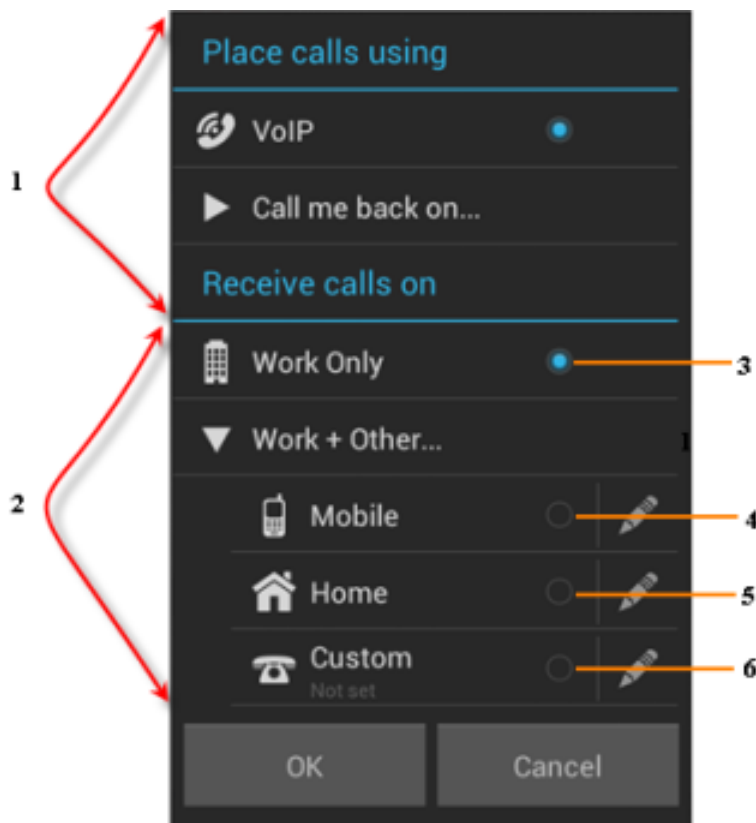 Place calls using
VoIP
1
Call me back on...
Receive calls on
Work Only
3
Work + Other...
1
2
Mobile
4
Home
5
Custom
6
Not set
OK
Cancel